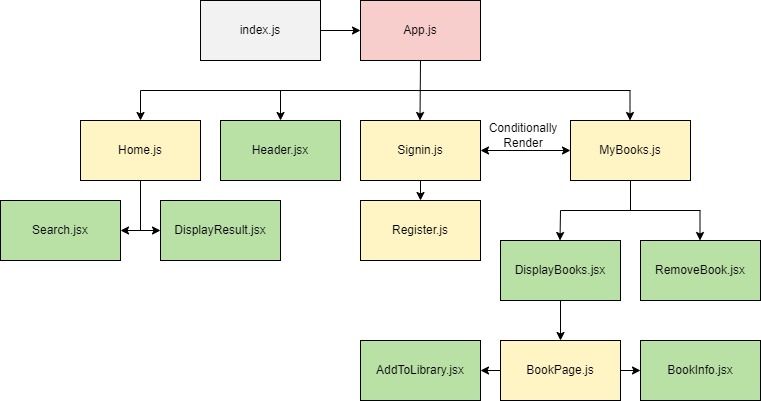 index.js
App.js
Home.js
Header.jsx
Signin.js
Conditionally
Render
MyBooks.js
Search.jsx
DisplayResult.jsx
Register.js
DisplayBooks.jsx
RemoveBook.jsx
AddToLibrary.jsx
BookPage.js
BookInfo.jsx